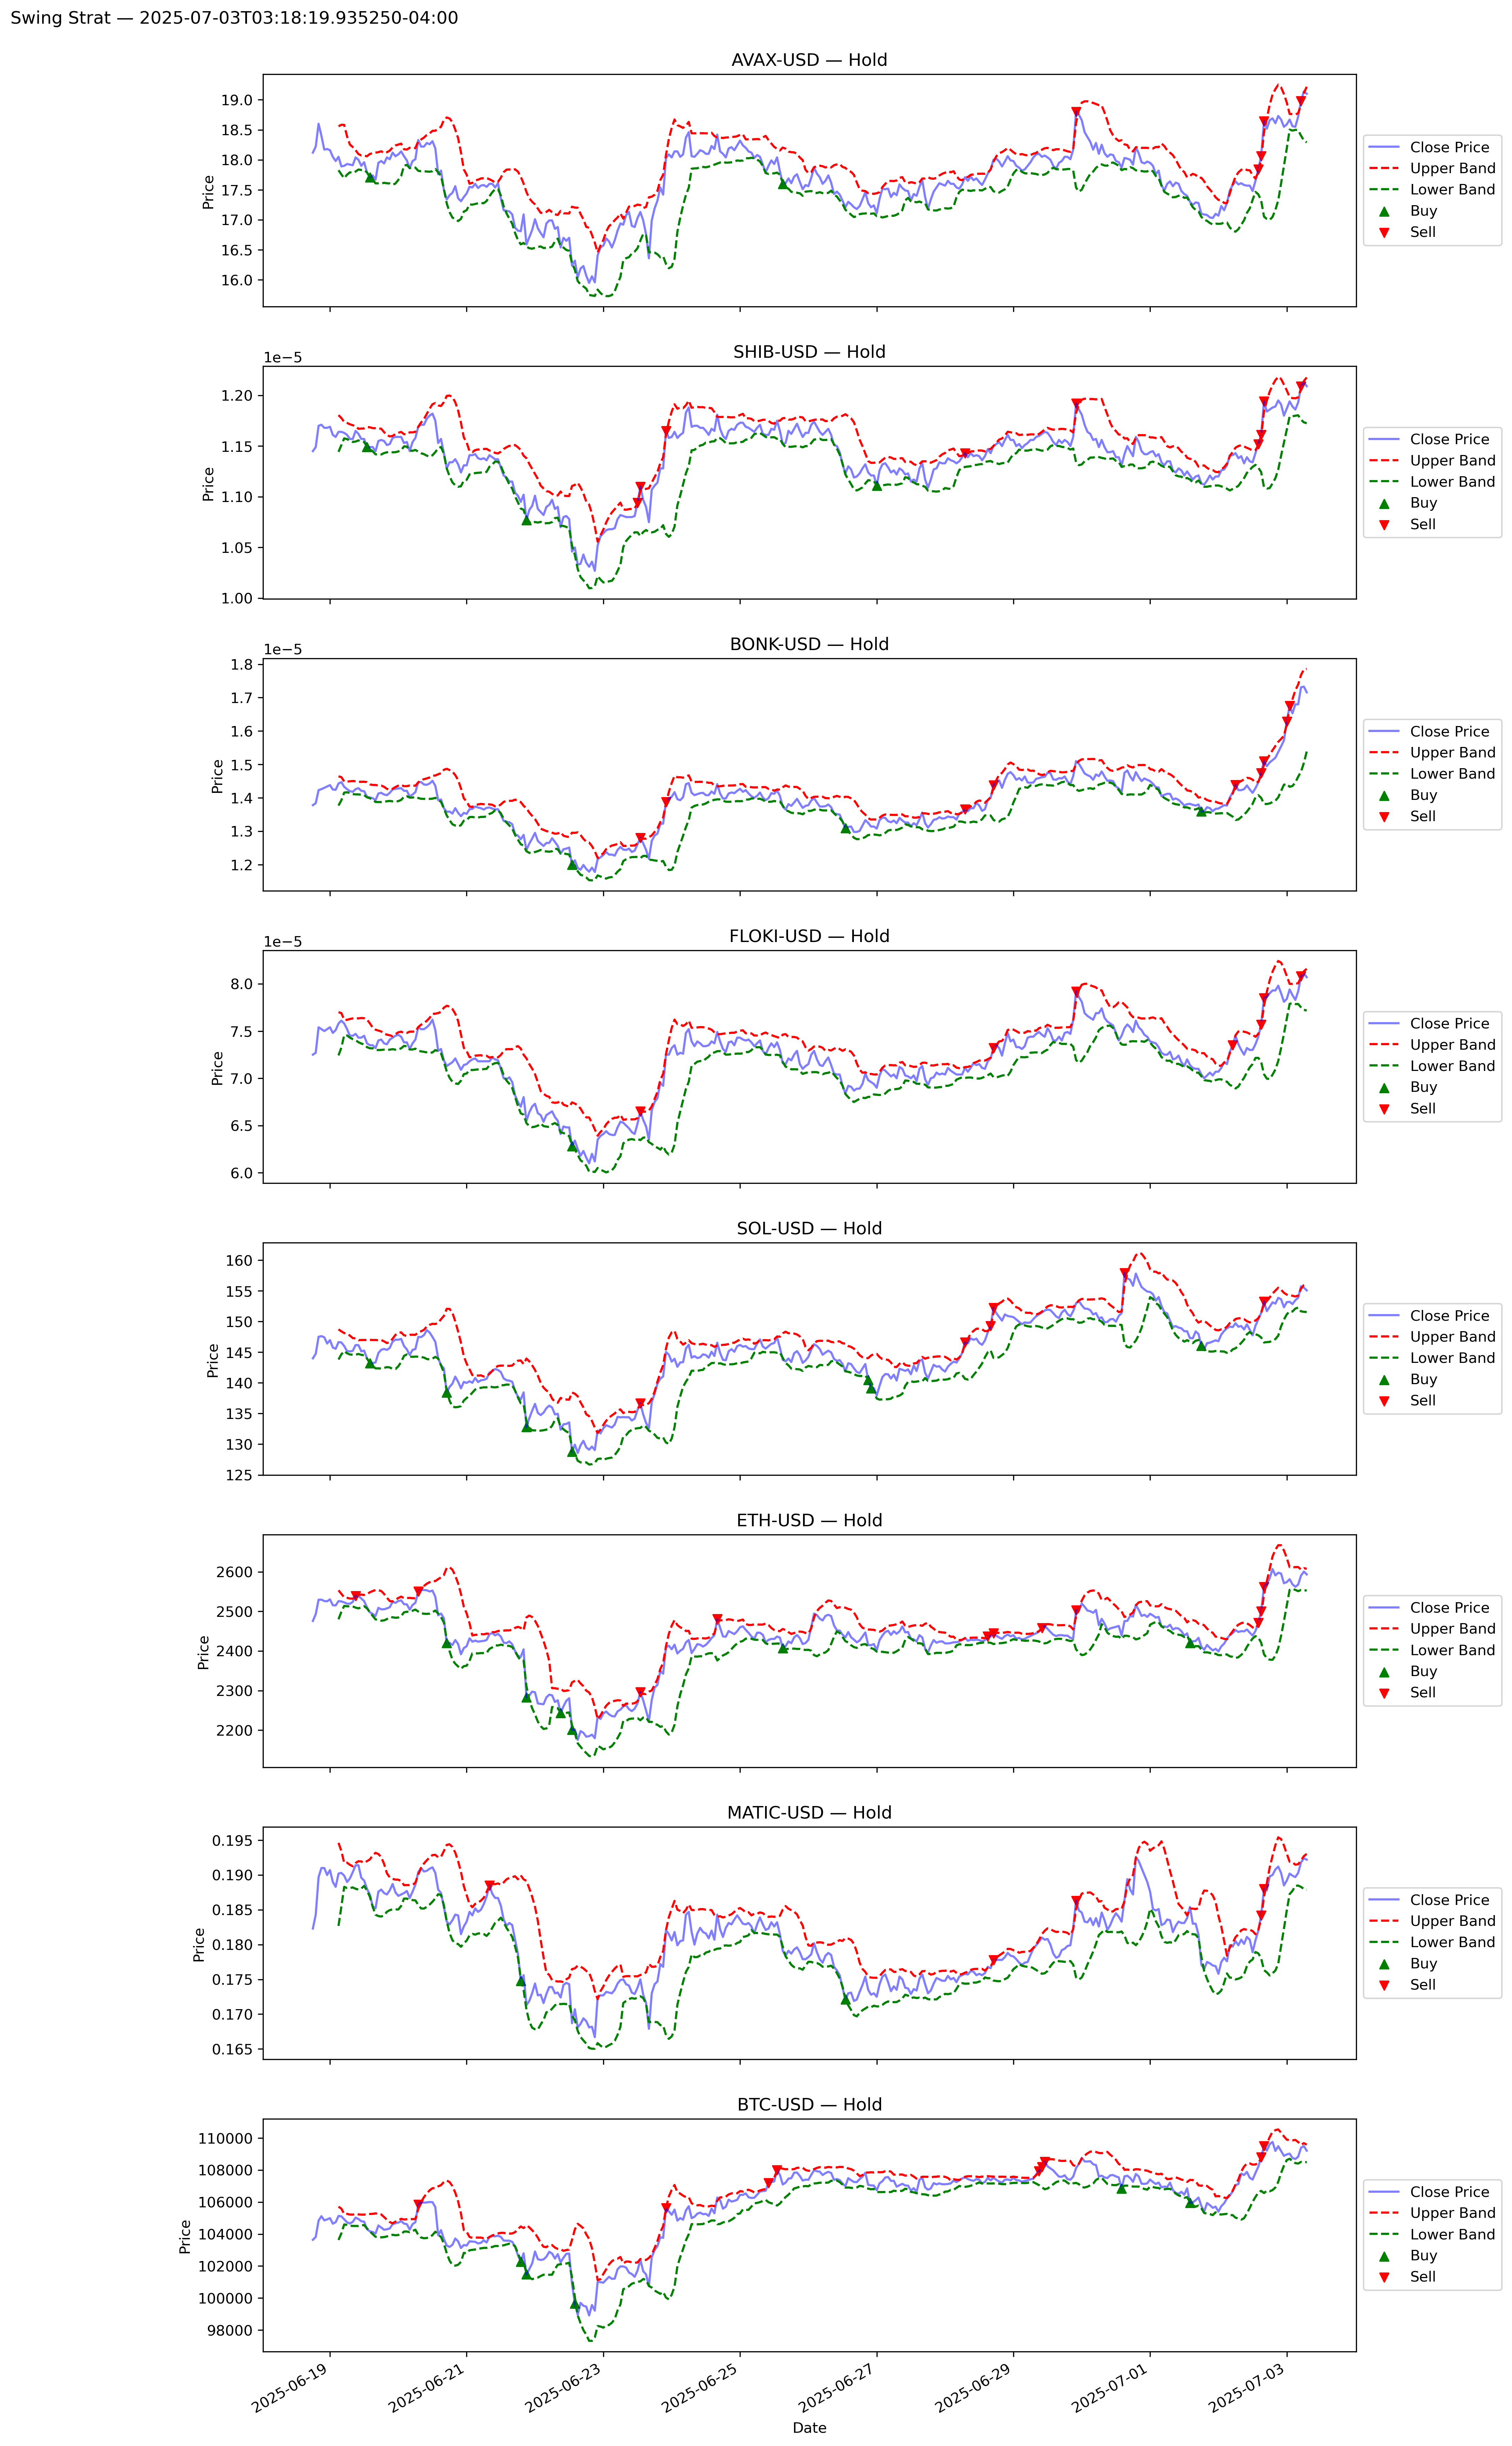 Swing Strat — 2025-07-03T03:18:19.935250-04:00
AVAX-USD — Hold
Price
19.0
18.5
18.0
17.5
17.0
16.5
16.0
Close Price
Upper Band
Lower Band
Buy
Sell
SHIB-USD — Hold
1e−5
Price
1.20
1.15
1.10
1.05
1.00
Close Price
Upper Band
Lower Band
Buy
Sell
BONK-USD — Hold
1e−5
Price
1.8
1.7
1.6
1.5
1.4
1.3
1.2
Close Price
Upper Band
Lower Band
Buy
Sell
FLOKI-USD — Hold
1e−5
Price
8.0
7.5
7.0
6.5
6.0
Close Price
Upper Band
Lower Band
Buy
Sell
SOL-USD — Hold
Price
160
155
150
145
140
135
130
125
Close Price
Upper Band
Lower Band
Buy
Sell
ETH-USD — Hold
Price
2600
2500
2400
2300
2200
Close Price
Upper Band
Lower Band
Buy
Sell
MATIC-USD — Hold
Price
0.195
0.190
0.185
0.180
0.175
0.170
0.165
Close Price
Upper Band
Lower Band
Buy
Sell
BTC-USD — Hold
Price
110000
108000
106000
104000
102000
100000
98000
Close Price
Upper Band
Lower Band
Buy
Sell
2025-06-19
2025-06-21
2025-06-23
2025-06-25
2025-06-27
2025-06-29
2025-07-01
2025-07-03
Date